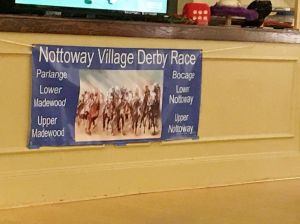 Nottoway Village Derby Race
Parlange
Lower
Madewood
Upper
Madewood
Bocage
Lower
Nottoway
Upper
Nottoway